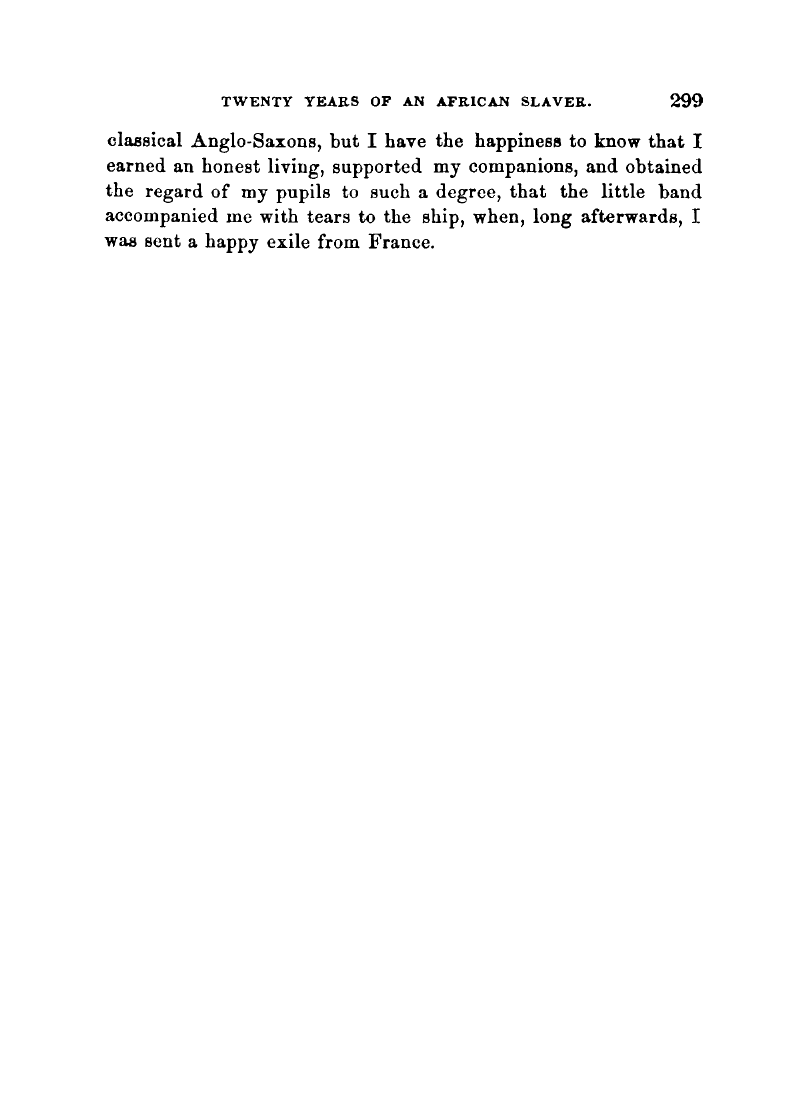 TWENTY YEARS OF AN AFRICAN SLAVER. 299
classical Anglo-Saxons, but I have the happiness to know that I
earned an honest living, supported my companions, and obtained
the regard of my pupils to such a degree, that the little band
accompanied me with tears to the ship, when, long afterwards, I
was sent a happy exile from France.